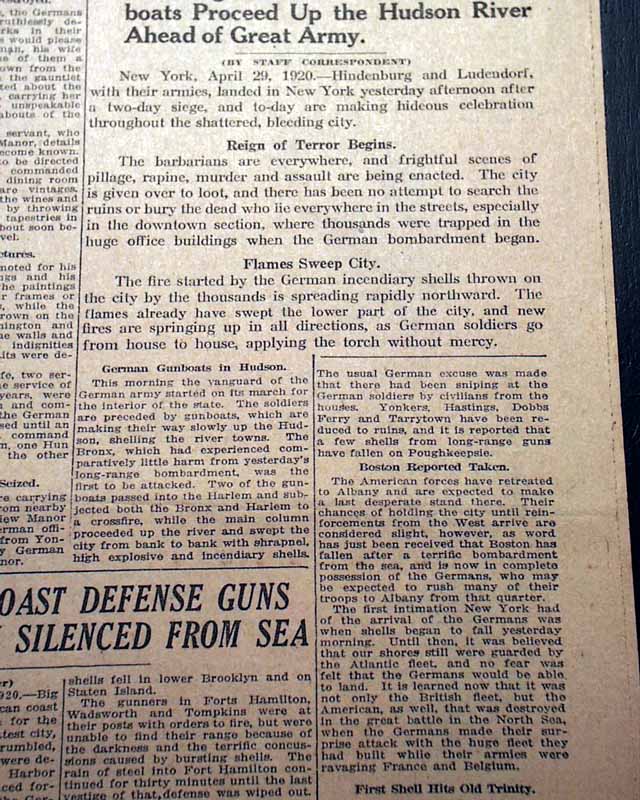 boats Proceed Up the Hudson River
Ahead of Great Army.
(BY STAFF CORRESPONDENT)
New York, April 29, 1920.—Hindenburg and Ludendorf,
with their armies, landed in New York yesterday afternoon after
a two-day siege, and to-day are making hideous celebration
throughout the shattered, bleeding city.
Reign of Terror Begins.
The barbarians are everywhere, and frightful scenes of
pillage, rapine, murder and assault are being enacted. The city
is given over to loot, and there has been no attempt to search the
ruins or bury the dead who lie everywhere in the streets, especially
in the downtown section, where thousands were trapped in the
huge office buildings when the German bombardment began.
Flames Sweep City.
The fire started by the German incendiary shells thrown on
the city by the thousands is spreading rapidly northward. The
flames already have swept the lower part of the city, and new
fires are springing up in all directions, as German soldiers go
from house to house, applying the torch without mercy.
German Gunboats in Hudson.
This morning the vanguard of the
German army started on its march for
the interior of the state. The soldiers
are preceded by gunboats, which are
making their way slowly up the Hud-
son, shelling the river towns. The
Bronx, which had experienced com-
paratively little harm from yesterday's
long-range bombardment, was the
first to be attacked. Two of the gun-
boats passed into the Harlem and sub-
jected both the Bronx and Harlem to
a crossfire, while the main column
proceeded up the river and swept the
city from bank to bank with shrapnel,
high explosive and incendiary shells.
The usual German excuse was made
that there had been sniping at the
German soldiers by civilians from the
houses. Yonkers, Hastings, Dobbs
Ferry and Tarrytown have been re-
duced to ruins, and it is reported that
a few shells from long-range guns
have fallen on Poughkeepsie.
Boston Reported Taken.
The American forces have retreated
to Albany and are expected to make
a last desperate stand there. Their
chances of holding the city until rein-
forcements from the West arrive are
considered slight, however, as word
has just been received that Boston has
fallen after a terrific bombardment
from the sea, and is now in complete
possession of the Germans, who may
be expected to rush many of their
troops to Albany from that quarter.
The first intimation New York had
of the arrival of the Germans was
when shells began to fall yesterday
morning. Until then, it was believed
that our shores still were guarded by
the Atlantic fleet, and no fear was
felt that the Germans would be able
to land. It is learned now that it was
not only the British fleet, but the
American, as well, that was destroyed
in the great battle in the North Sea,
when the Germans made their sur-
prise attack with the huge fleet they
had built while their armies were
ravaging France and Belgium.
First Shell Hits Old Trinity.
OAST DEFENSE GUNS
SILENCED FROM SEA
shells fell in lower Brooklyn and on
Staten Island.
The gunners in Forts Hamilton,
Wadsworth and Tompkins were at
their posts with orders to fire, but were
unable to find their range because of
the darkness and the terrific concus-
sions caused by bursting shells. The
rain of steel into Fort Hamilton con-
tinued for thirty minutes until the last
vestige of that defense was wiped out.